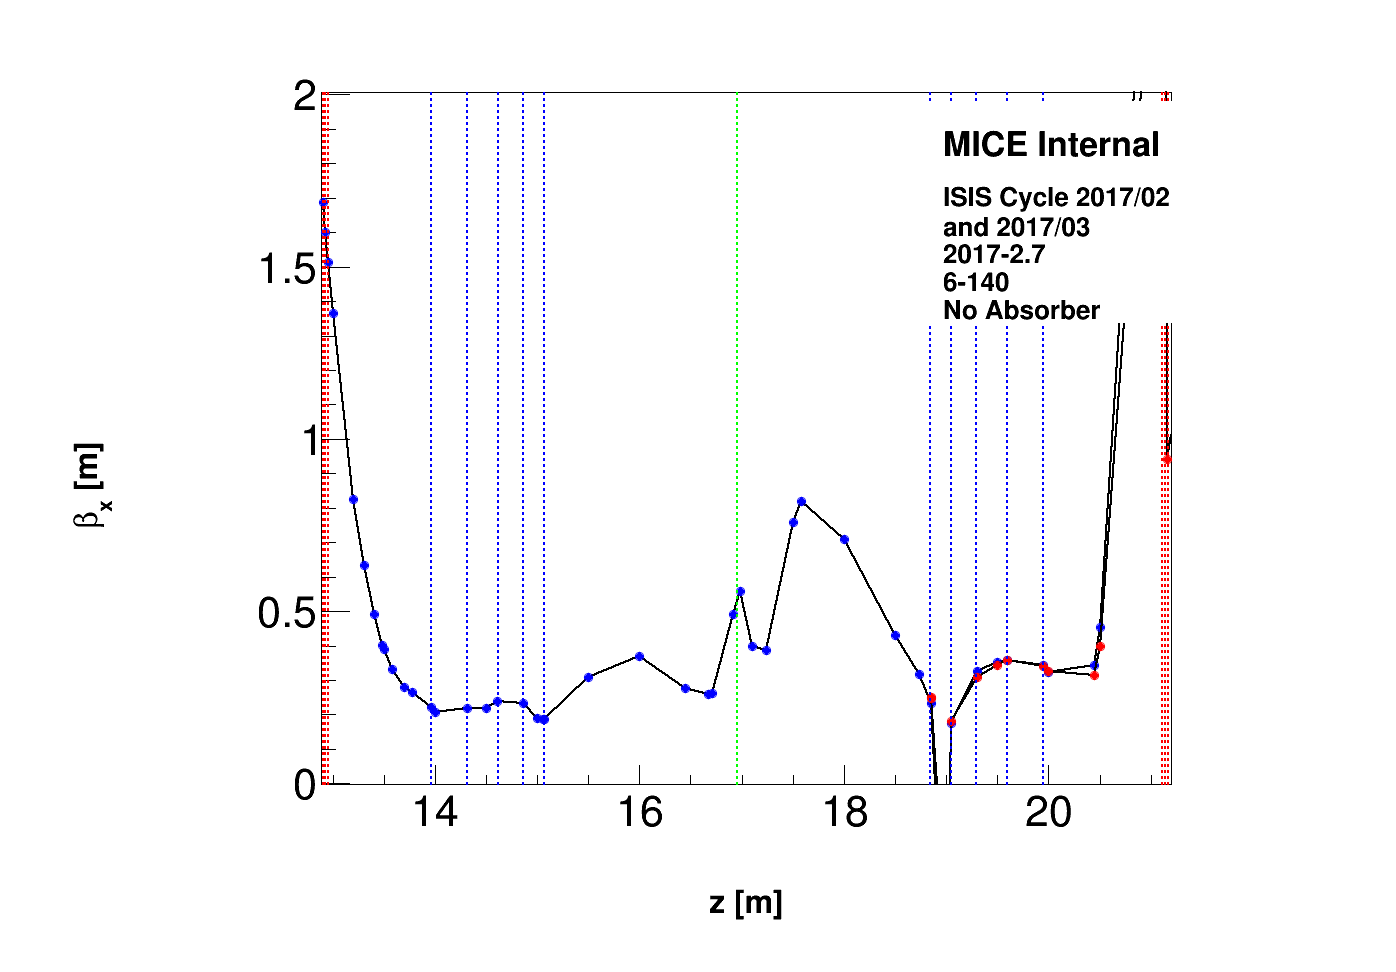 2
1.5
1
0.5
0
14 16 18 20
β x [m]
z [m]
MICE Internal
ISIS Cycle 2017/02
and 2017/03
2017-2.7
6-140
No Absorber